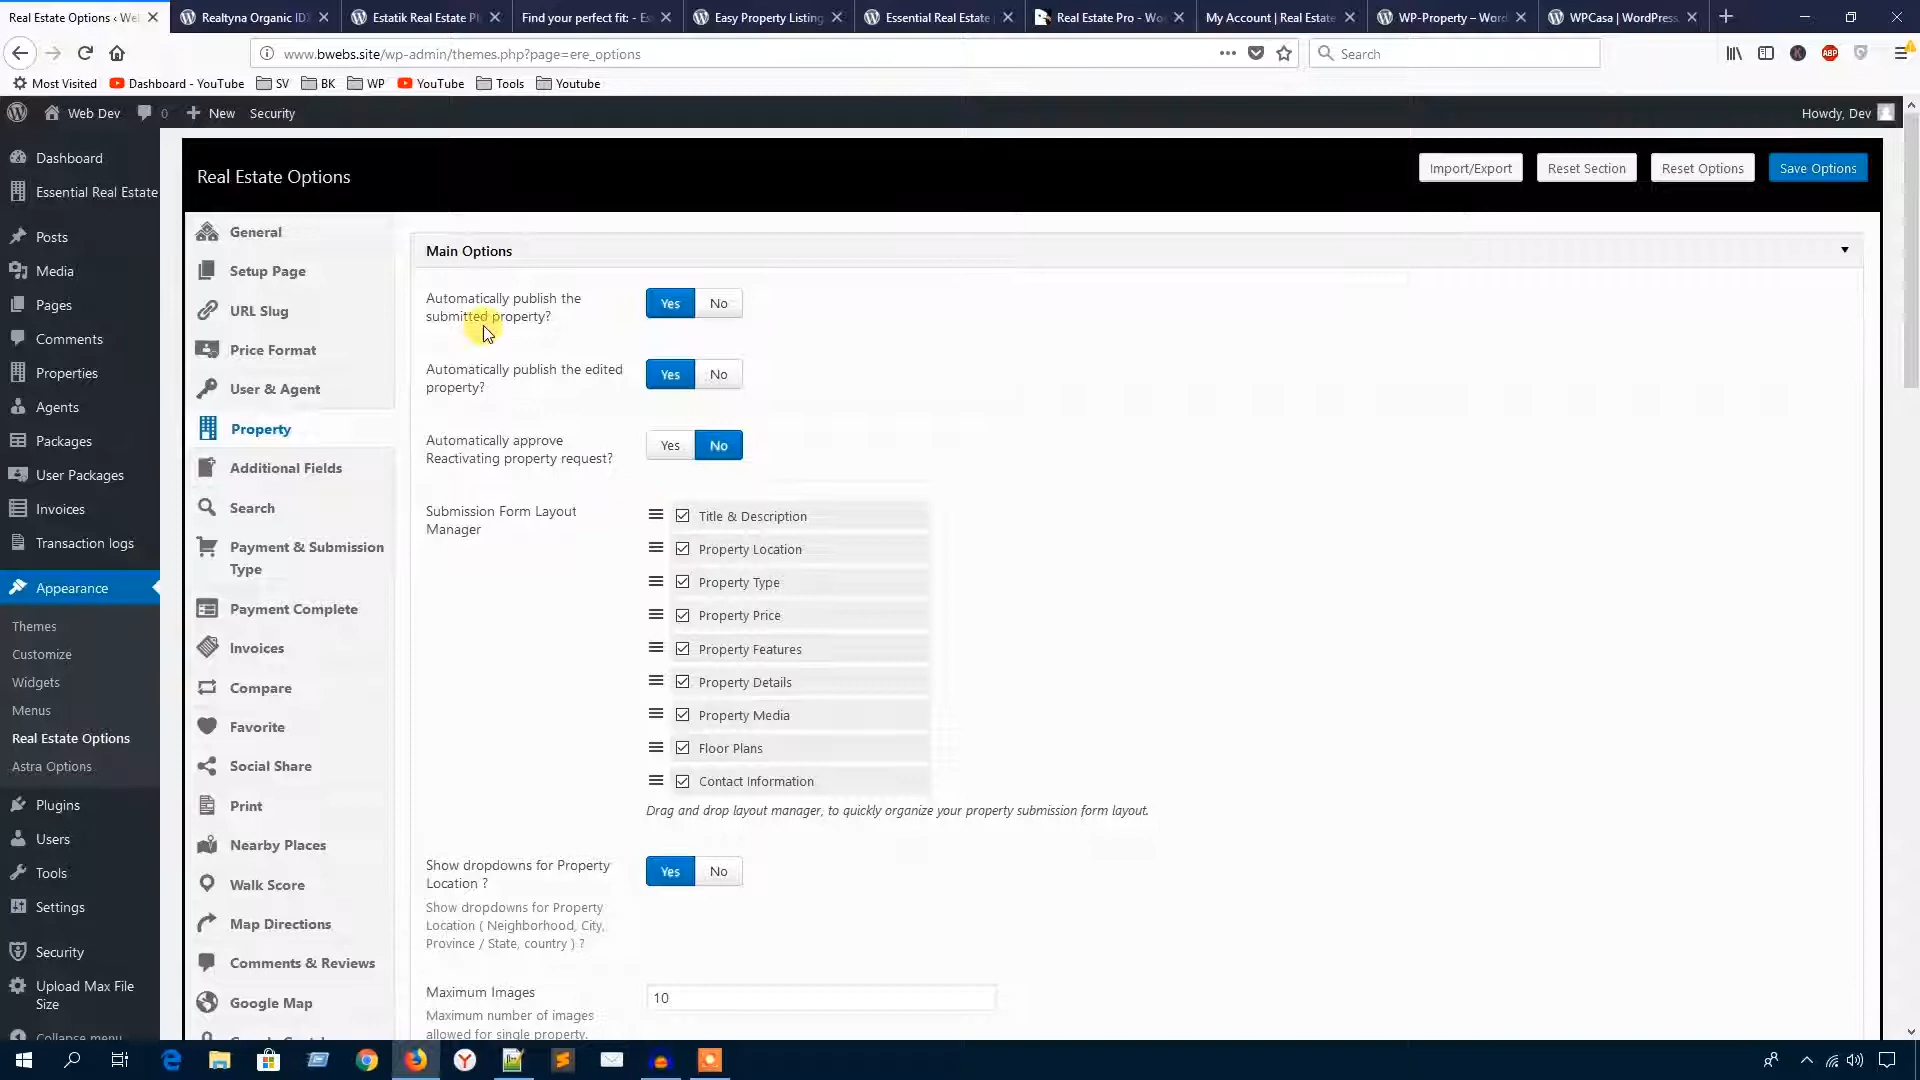 Real Estate Options ‹ We
Realtyna Organic IDX
Estatik Real Estate Pl
Find your perfect fit: - Es
Easy Property Listing
Essential Real Estate
Real Estate Pro - Wo
My Account | Real Estate
WP-Property – Word
WPCasa | WordPress
www.bwebs.site/wp-admin/themes.php?page=ere_options
Search
Most Visited
Dashboard - YouTube
SV
BK
WP
YouTube
Tools
Youtube
Web Dev
0
New
Security
Howdy, Dev
Dashboard
Essential Real Estate
Posts
Media
Pages
Comments
Properties
Agents
Packages
User Packages
Invoices
Transaction logs
Appearance
Themes
Customize
Widgets
Menus
Real Estate Options
Astra Options
Plugins
Users
Tools
Settings
Security
Upload Max File
Size
Collapse menu
Real Estate Options
Import/Export
Reset Section
Reset Options
Save Options
General
Setup Page
URL Slug
Price Format
User & Agent
Property
Additional Fields
Search
Payment & Submission
Type
Payment Complete
Invoices
Compare
Favorite
Social Share
Print
Nearby Places
Walk Score
Map Directions
Comments & Reviews
Google Map
Main Options
Automatically publish the
submitted property?
Yes No
Automatically publish the edited
property?
Yes No
Automatically approve
Reactivating property request?
Yes No
Submission Form Layout
Manager
Title & Description
Property Location
Property Type
Property Price
Property Features
Property Details
Property Media
Floor Plans
Contact Information
Drag and drop layout manager, to quickly organize your property submission form layout.
Show dropdowns for Property
Location ?
Yes No
Show dropdowns for Property
Location ( Neighborhood, City,
Province / State, country ) ?
Maximum Images
10
Maximum number of images
allowed for single property.